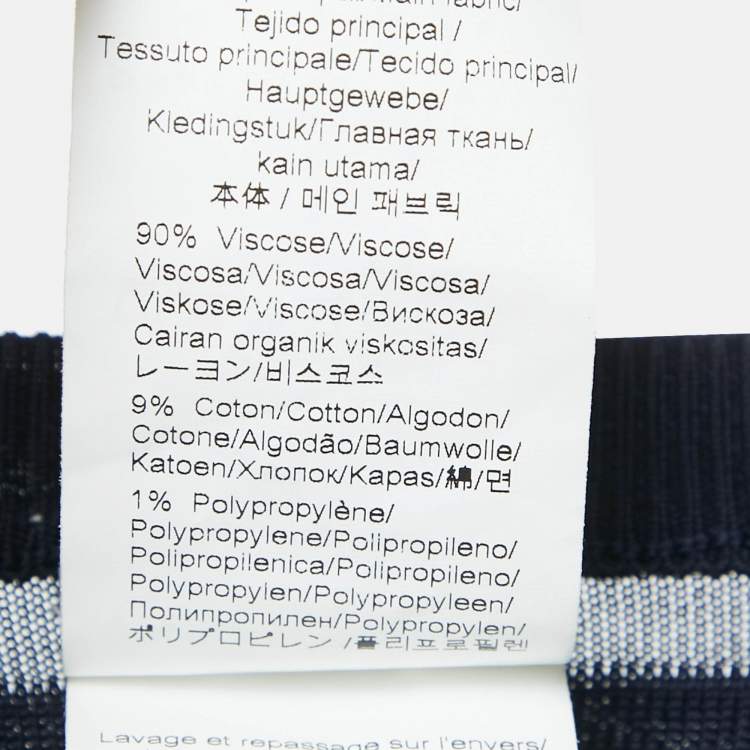 fabric/
Tejido principal /
Tessuto principale/Tecido principal/
Hauptgewebe/
Kledingstuk/Главная ткань/
kain utama/
本体 / 메인 패브릭
90% Viscose/Viscose/
Viscosa/Viscosa/Viscosa/
Viskose/Viscose/Вискоза/
Cairan organik viskositas/
レーヨン/비스코스
9% Coton/Cotton/Algodon/
Cotone/Algodão/Baumwolle/
Katoen/Хлопок/Kapas/綿/면
1% Polypropylène/
Polypropylene/Polipropileno/
Polipropilenica/Polipropileno/
Polypropylen/Polypropyleen/
Полипропилен/Polypropylen/
ポリプロピレン /폴리프로필렌
Lavage et repassage sur l'envers/